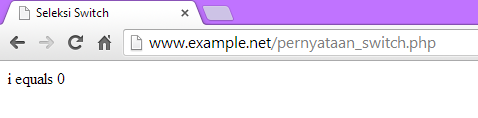 Seleksi Switch
www.example.net/pernyataan_switch.php
i equals 0